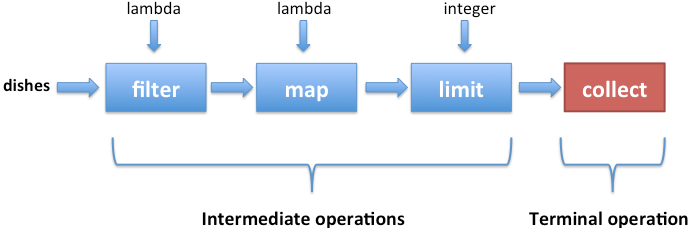 lambda lambda integer
dishes filter map limit collect
Intermediate operations Terminal operation